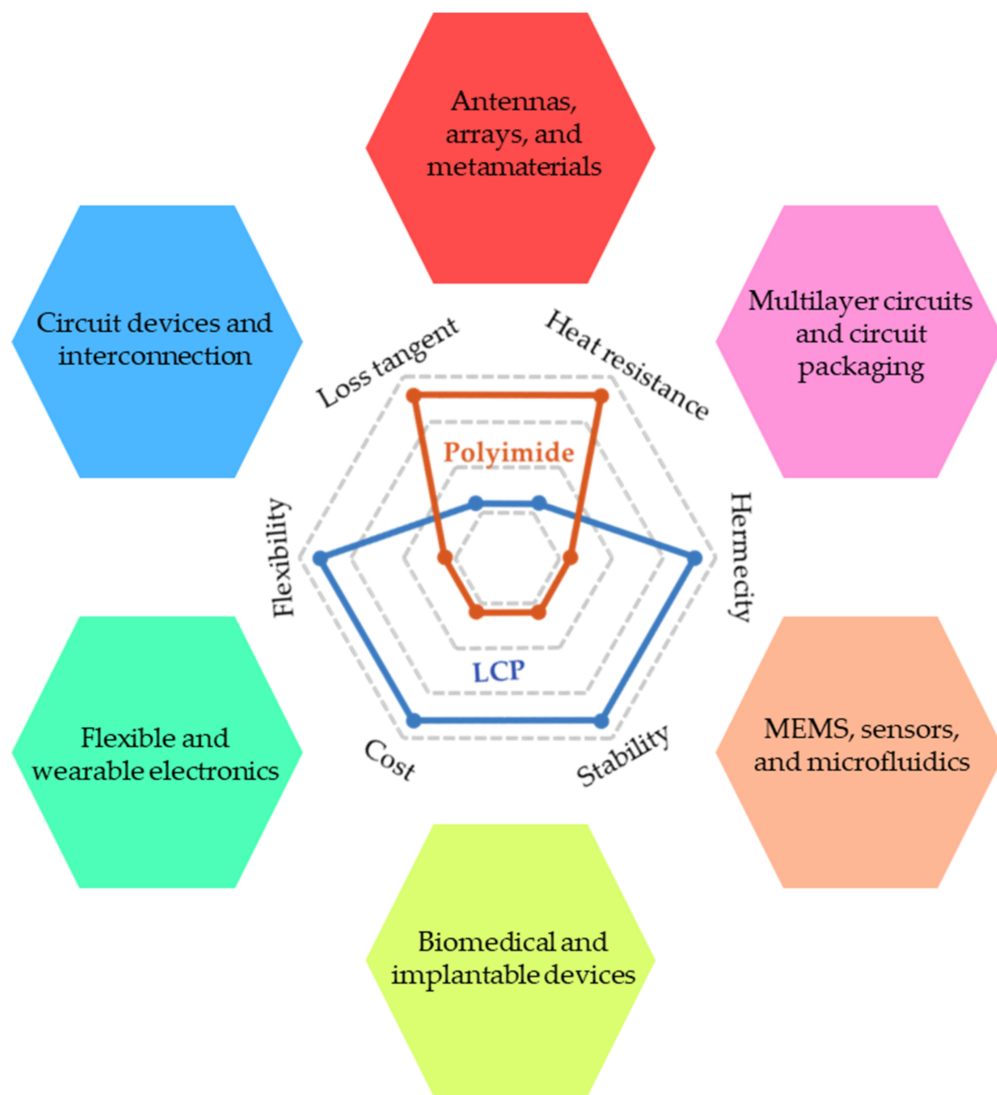 Antennas,
arrays, and
metamaterials
Circuit devices and
interconnection
Multilayer circuits
and circuit
packaging
Loss tangent
Heat resistance
Polyimide
Flexibility
Hermecity
LCP
Cost
Stability
Flexible and
wearable electronics
MEMS, sensors,
and microfluidics
Biomedical and
implantable devices